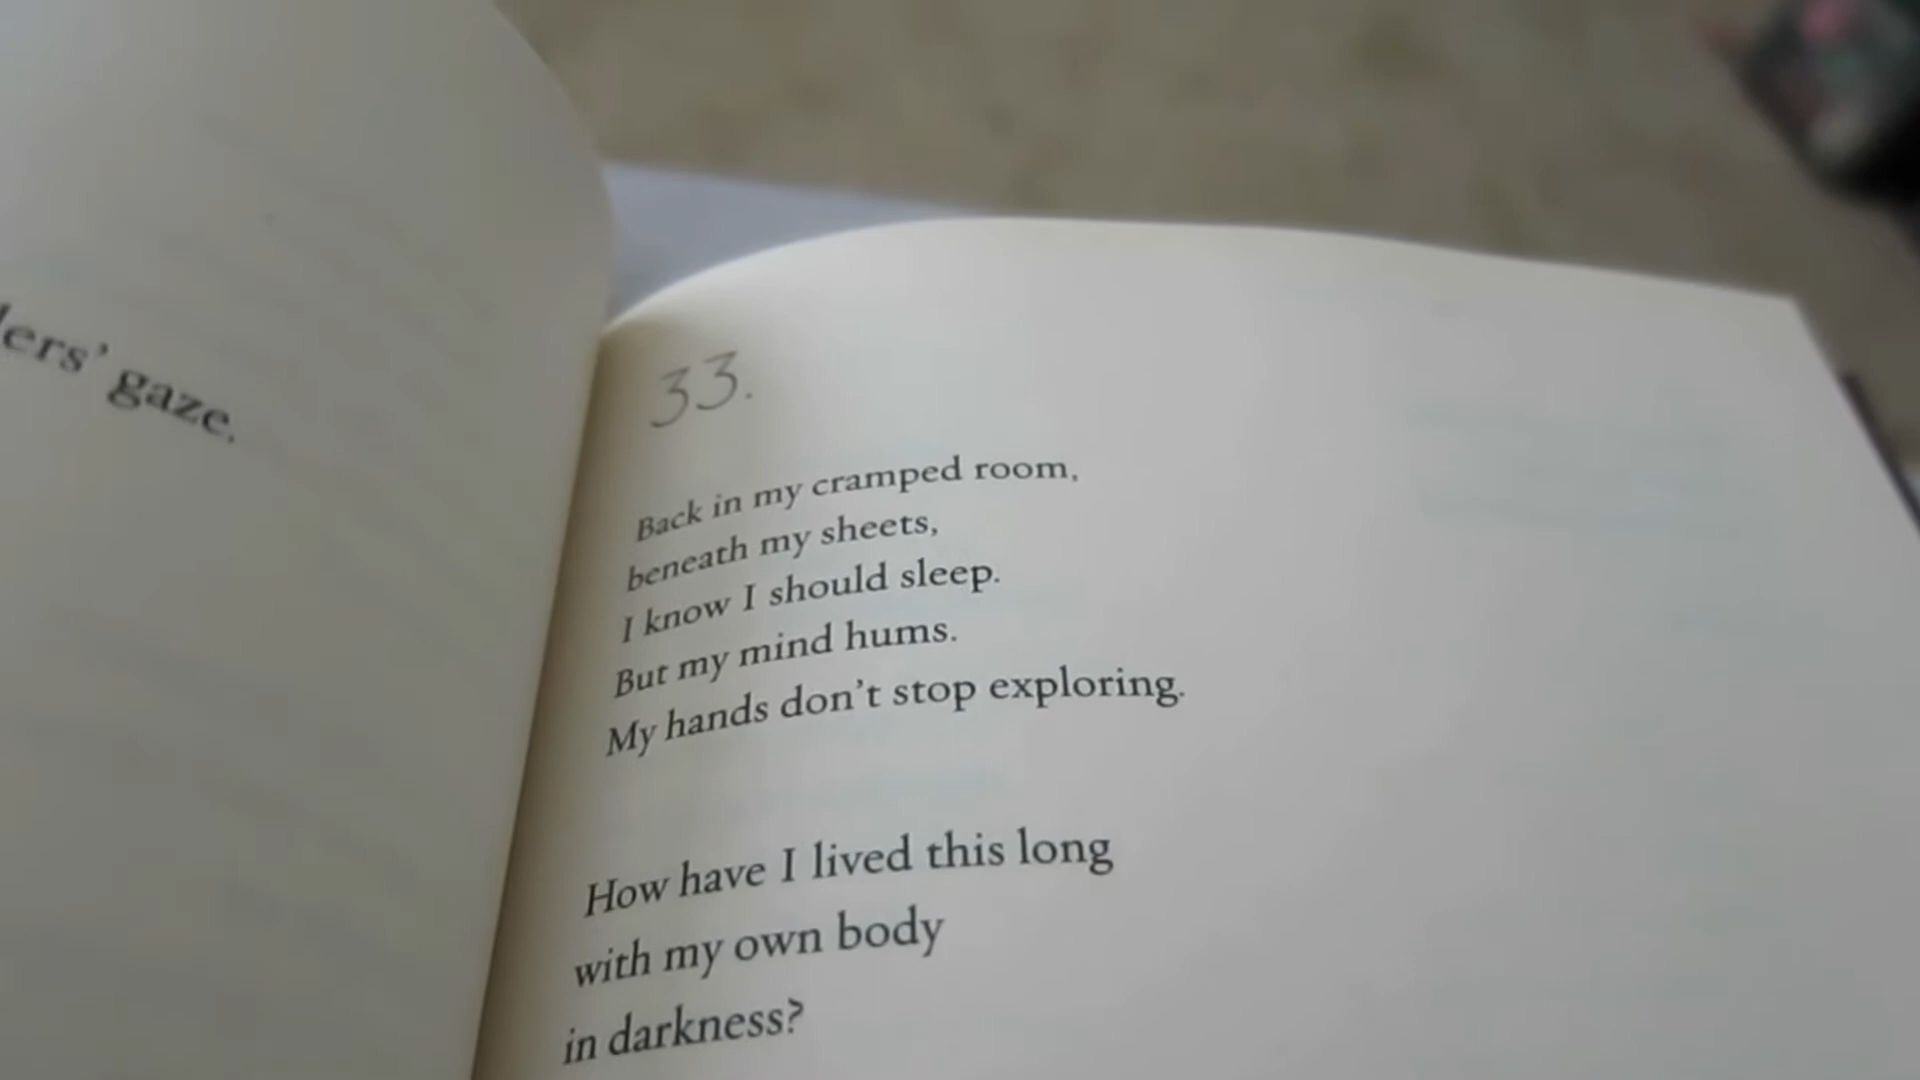 gaze.
33.
Back in my cramped room,
beneath my sheets,
I know I should sleep.
But my mind hums.
My hands don't stop exploring.
How have I lived this long
with my own body
in darkness?